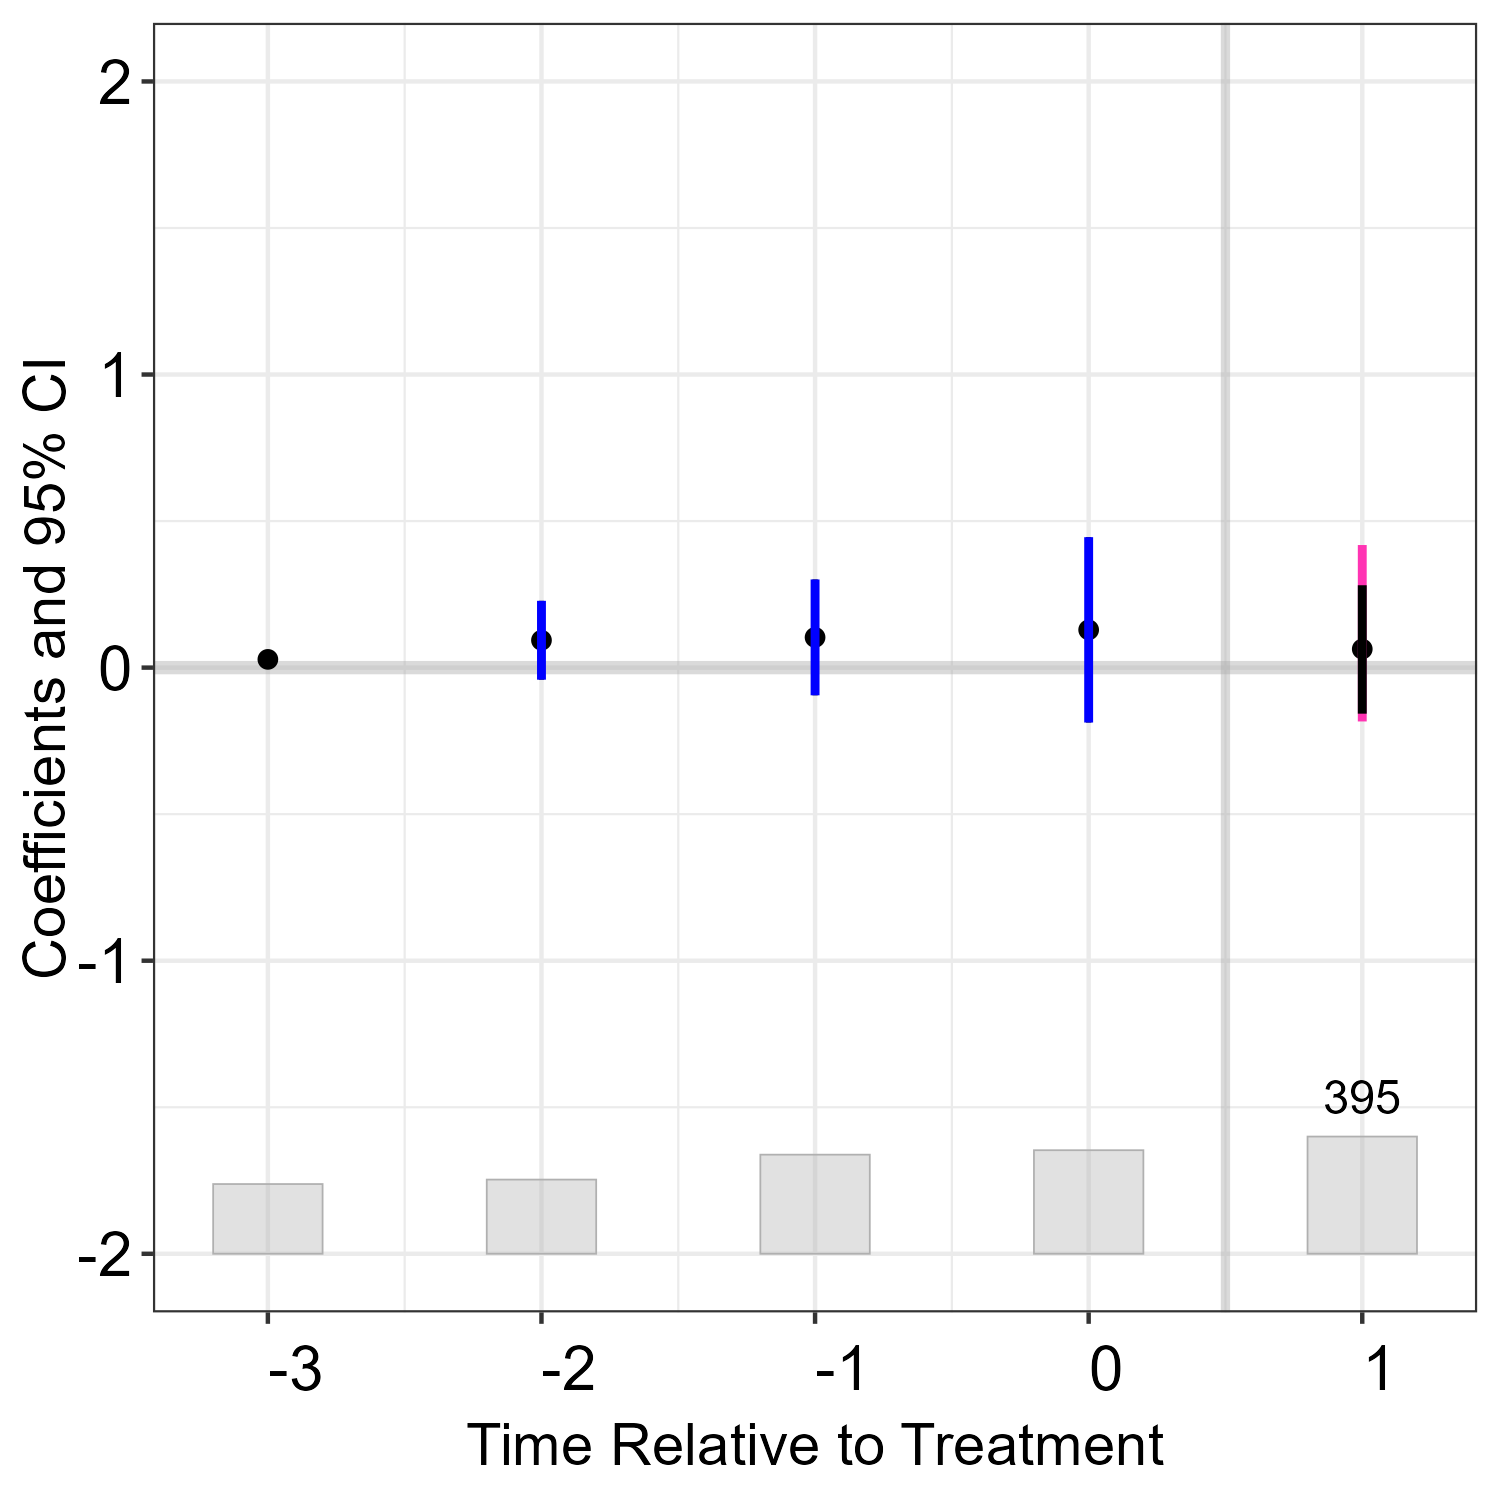 2
1
0
-1
-2
Coefficients and 95% CI
395
-3 -2 -1 0 1
Time Relative to Treatment